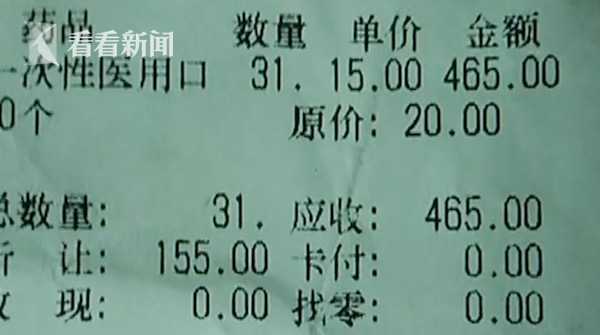 药品 数量 单价 金额
看看新闻
一次性医用口 31. 15.00 465.00
0个 原价: 20.00
总数量: 31. 应收: 465.00
折 让: 155.00 卡付: 0.00
收 现: 0.00 找零: 0.00